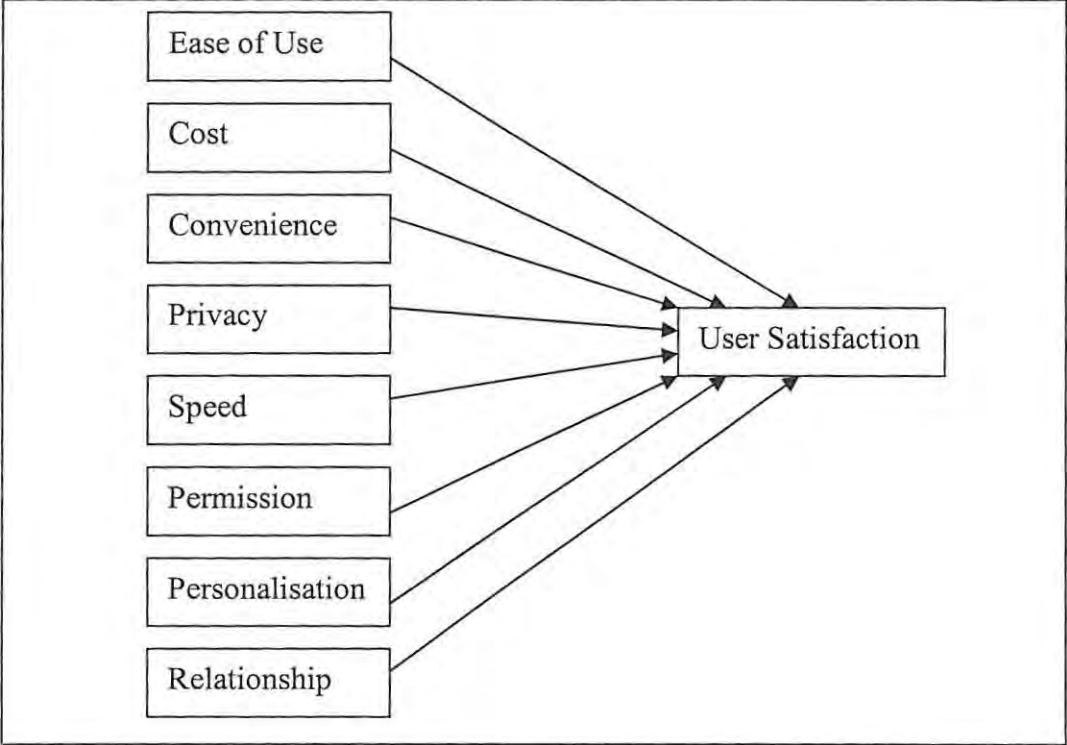 Ease of Use
Cost
Convenience
Privacy
User Satisfaction
Speed
Permission
Personalisation
Relationship